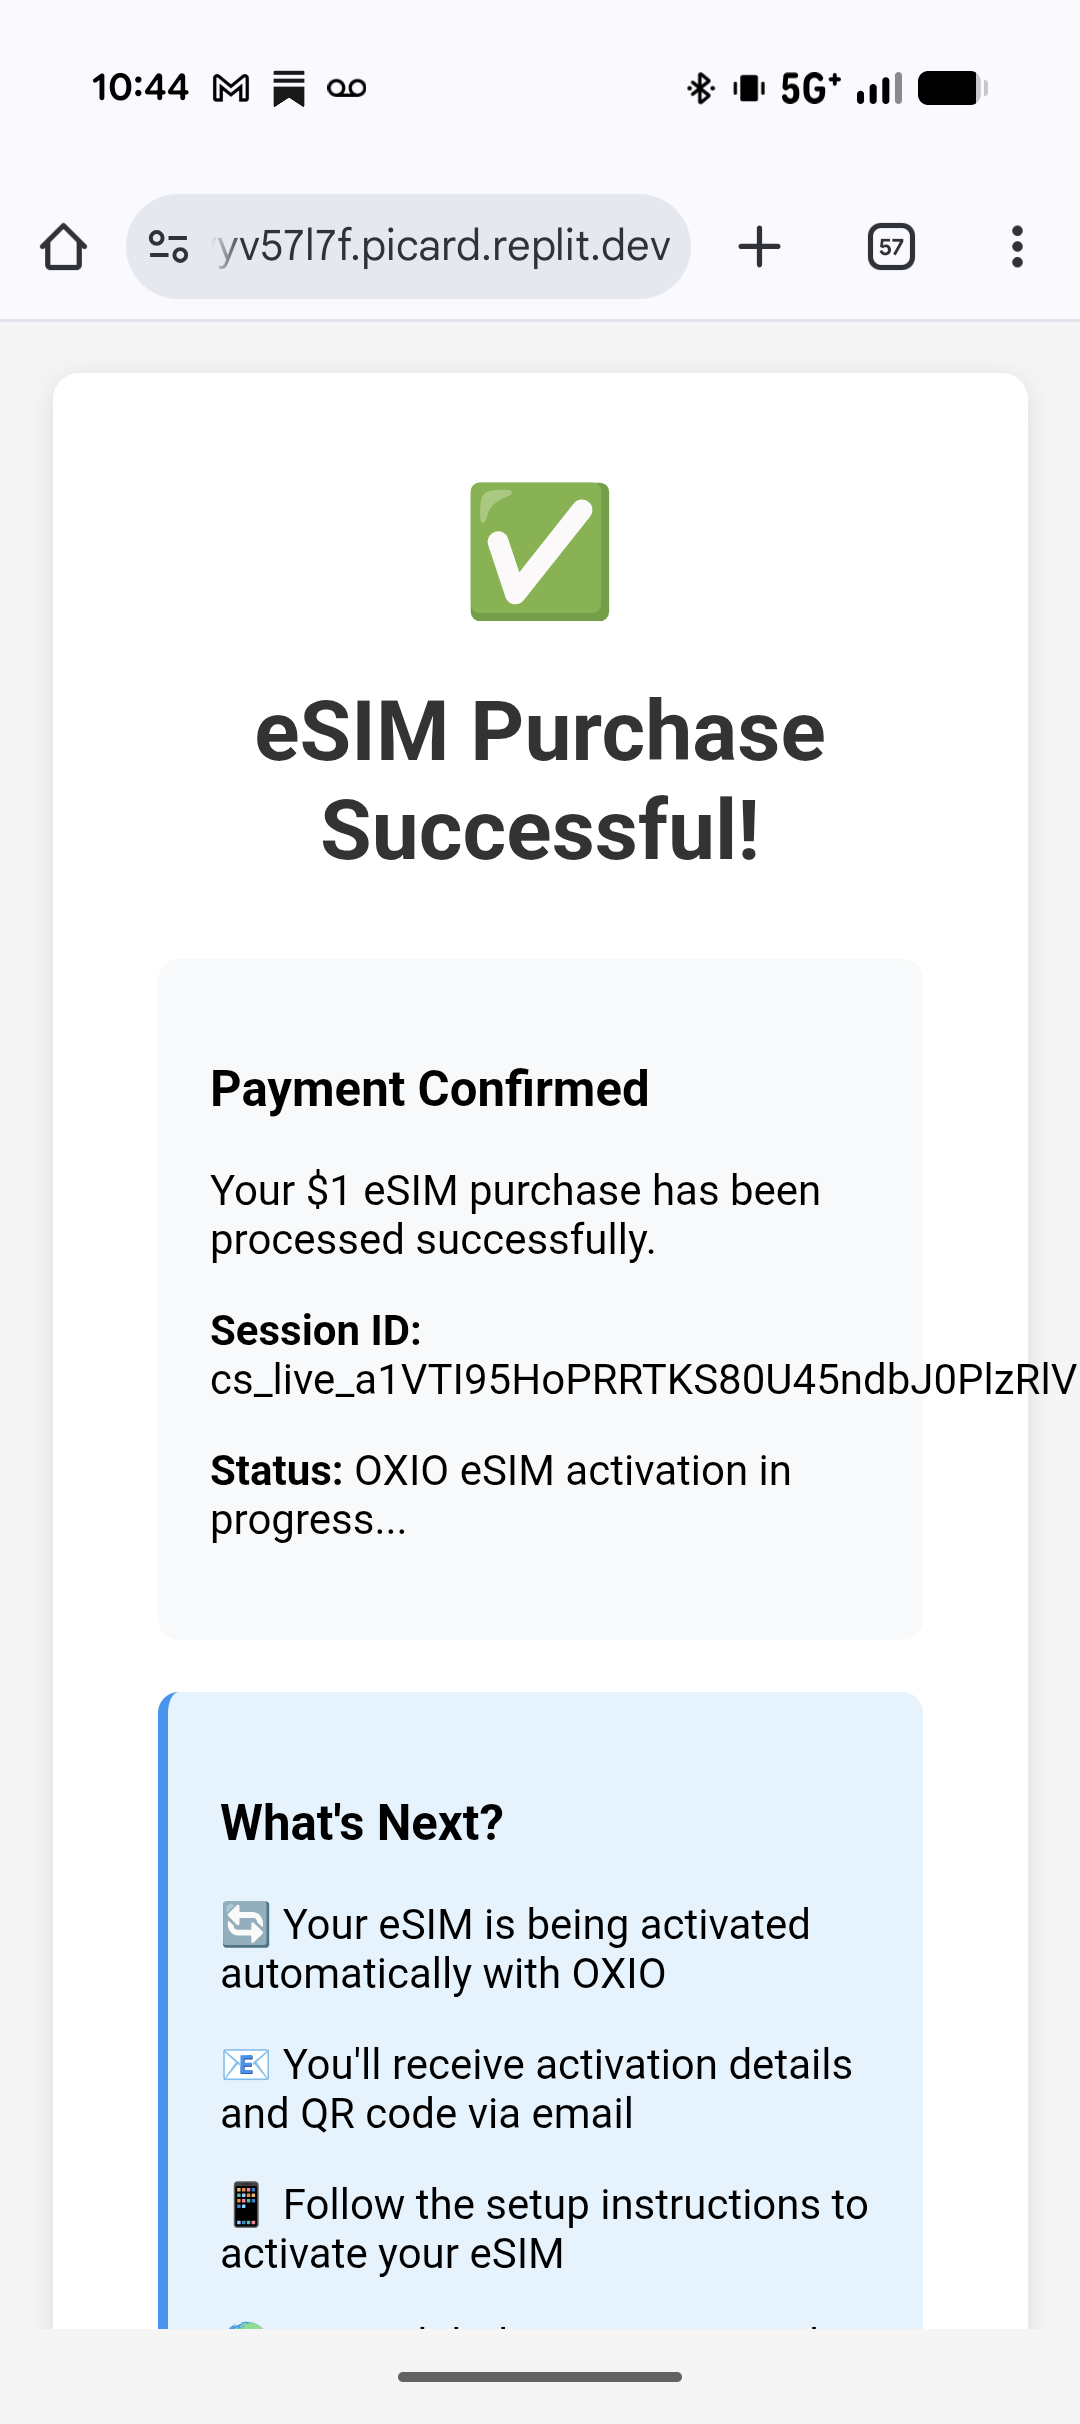 10:44
5G+
yv57l7f.picard.replit.dev
57
eSIM Purchase
Successful!
Payment Confirmed
Your $1 eSIM purchase has been
processed successfully.
Session ID:
cs_live_a1VTI95HoPRRTKS80U45ndbJ0PlzRlV
Status: OXIO eSIM activation in
progress...
What's Next?
🔄 Your eSIM is being activated
automatically with OXIO
📧 You'll receive activation details
and QR code via email
📱 Follow the setup instructions to
activate your eSIM